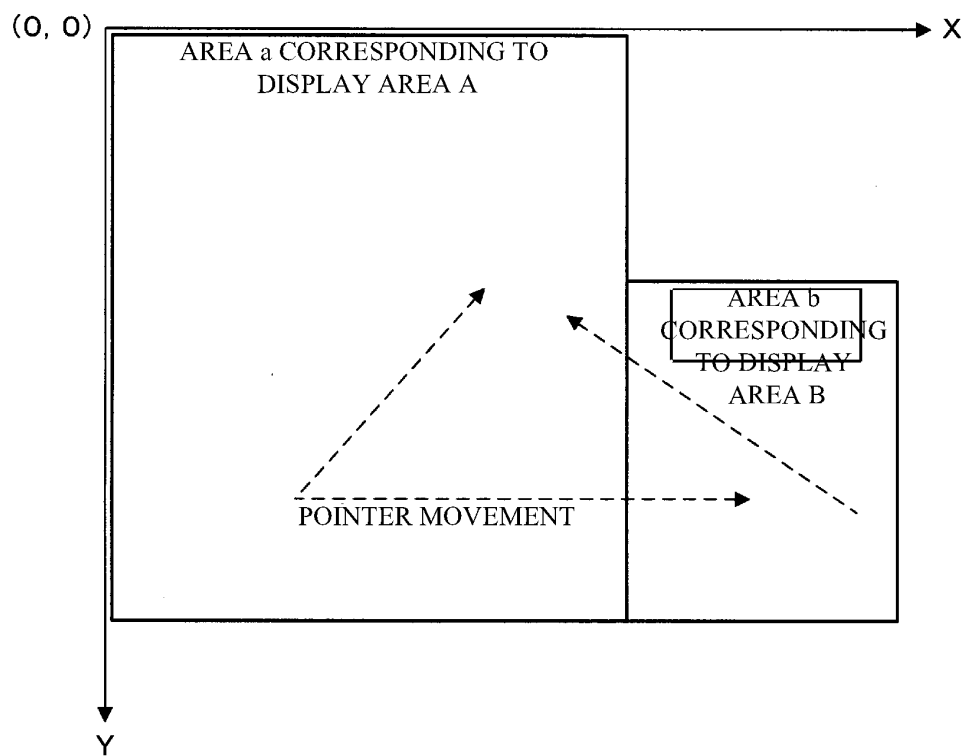 (0, 0)
X
AREA a CORRESPONDING TO
DISPLAY AREA A
AREA b
CORRESPONDING
TO DISPLAY
AREA B
POINTER MOVEMENT
Y